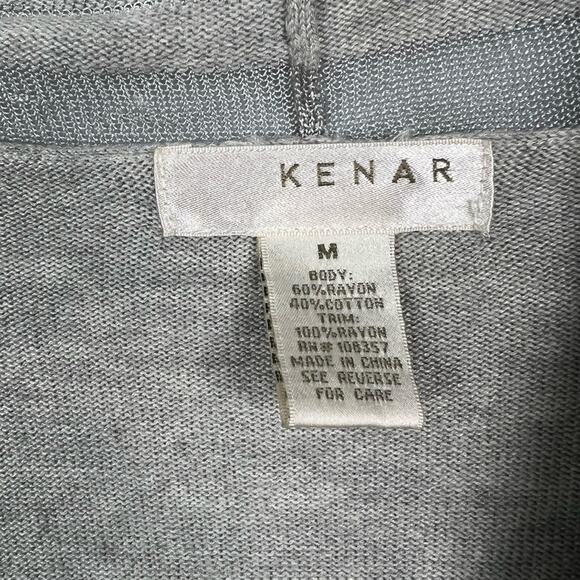 KENAR
M
BODY:
60%RAYON
40%COTTON
TRIM:
100%RAYON
RN# 108357
MADE IN CHINA
SEE REVERSE
FOR CARE